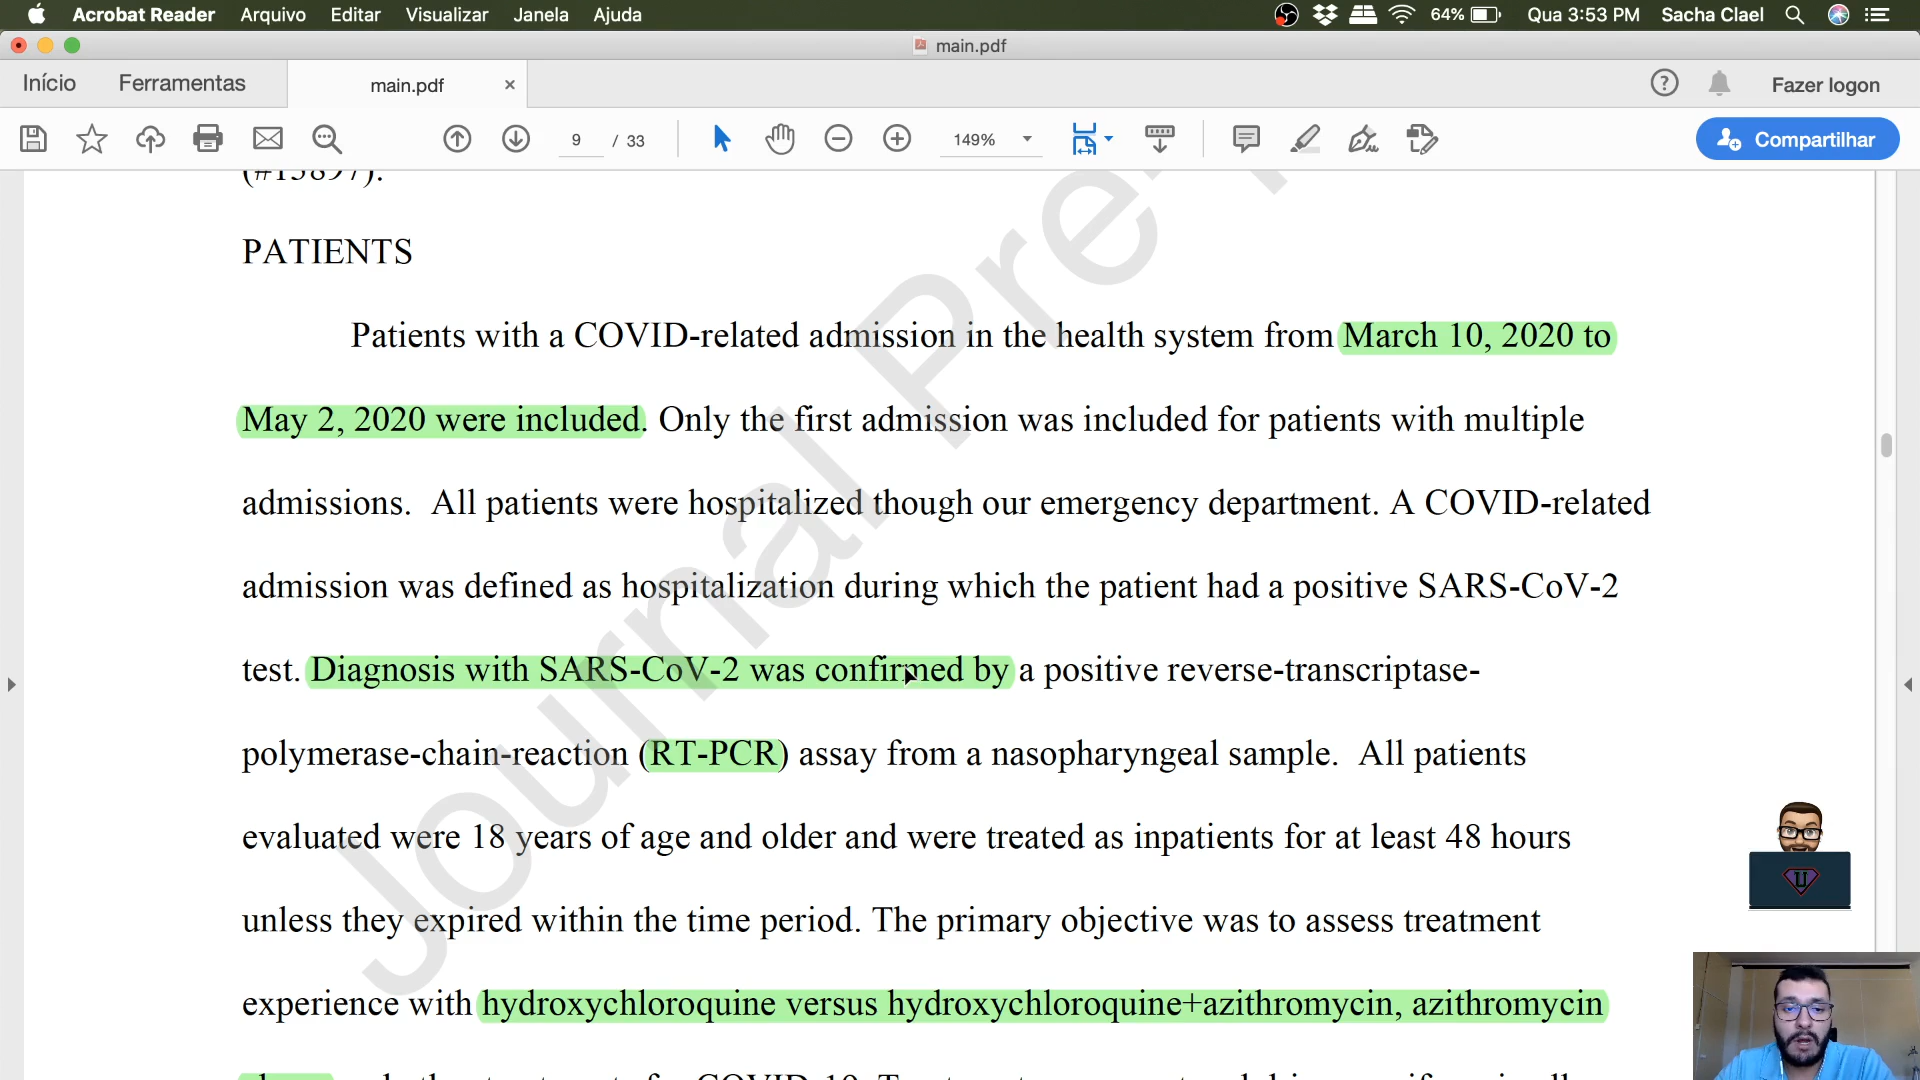 Acrobat Reader Arquivo Editar Visualizar Janela Ajuda 64% Qua 3:53 PM Sacha Clael
main.pdf
Início Ferramentas main.pdf × ? Fazer logon
9 / 33 149% Compartilhar
(#13897).
PATIENTS
Patients with a COVID-related admission in the health system from March 10, 2020 to
May 2, 2020 were included. Only the first admission was included for patients with multiple
admissions. All patients were hospitalized though our emergency department. A COVID-related
admission was defined as hospitalization during which the patient had a positive SARS-CoV-2
test. Diagnosis with SARS-CoV-2 was confirmed by a positive reverse-transcriptase-
polymerase-chain-reaction (RT-PCR) assay from a nasopharyngeal sample. All patients
evaluated were 18 years of age and older and were treated as inpatients for at least 48 hours
unless they expired within the time period. The primary objective was to assess treatment
experience with hydroxychloroquine versus hydroxychloroquine+azithromycin, azithromycin
Journal Pre-
U